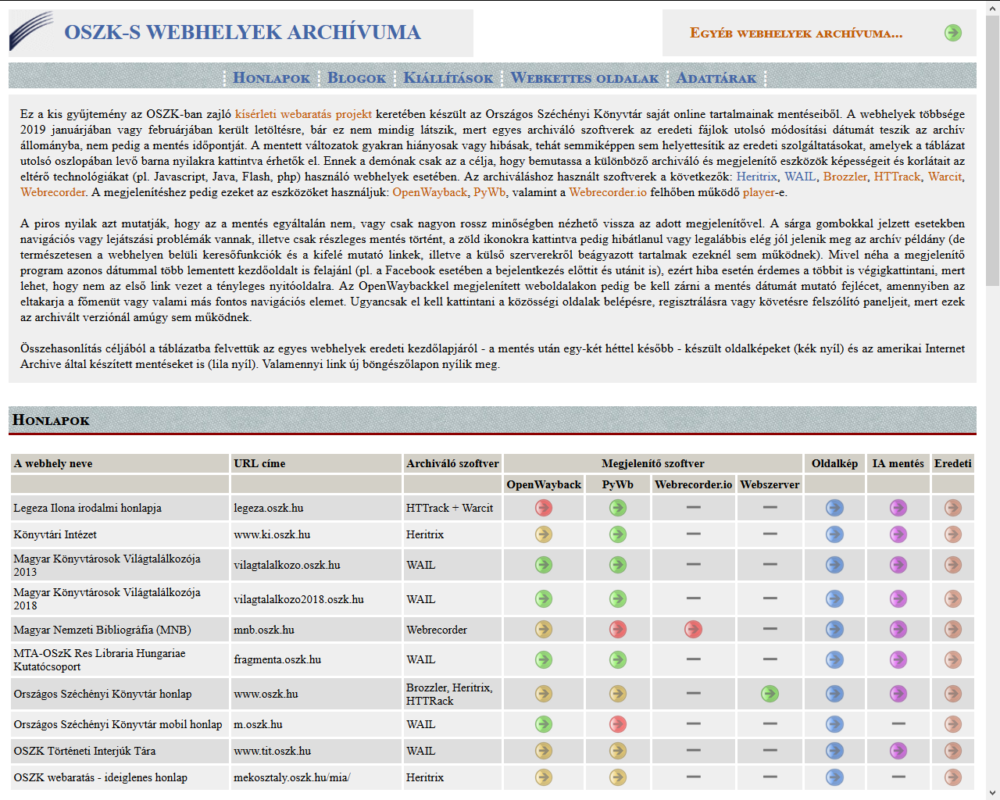 OSZK-S WEBHELYEK ARCHÍVUMA
Egyéb webhelyek archívuma...
Honlapok Blogok Kiállítások Webkettes oldalak Adattárak
Ez a kis gyűjtemény az OSZK-ban zajló kísérleti webaratás projekt keretében készült az Országos Széchényi Könyvtár saját online tartalmainak mentéseiből. A webhelyek többsége
2019 januárjában vagy februárjában került letöltésre, bár ez nem mindig látszik, mert egyes archiváló szoftverek az eredeti fájlok utolsó módosítási dátumát teszik az archív
állományba, nem pedig a mentés időpontját. A mentett változatok gyakran hiányosak vagy hibásak, tehát semmiképpen sem helyettesítik az eredeti szolgáltatásokat, amelyek a táblázat
utolsó oszlopában levő barna nyilakra kattintva érhetők el. Ennek a demónak csak az a célja, hogy bemutassa a különböző archiváló és megjelenítő eszközök képességeit és korlátait az
eltérő technológiákat (pl. Javascript, Java, Flash, php) használó webhelyek esetében. Az archiváláshoz használt szoftverek a következők: Heritrix, WAIL, Brozzler, HTTrack, Warcit,
Webrecorder. A megjelenítéshez pedig ezeket az eszközöket használjuk: OpenWayback, PyWb, valamint a Webrecorder.io felhőben működő player-e.
A piros nyilak azt mutatják, hogy az a mentés egyáltalán nem, vagy csak nagyon rossz minőségben nézhető vissza az adott megjelenítővel. A sárga gombokkal jelzett esetekben
navigációs vagy lejátszási problémák vannak, illetve csak részleges mentés történt, a zöld ikonokra kattintva pedig hibátlanul vagy legalábbis elég jól jelenik meg az archív példány (de
természetesen a webhelyen belüli keresőfunkciók és a kifelé mutató linkek, illetve a külső szerverekről beágyazott tartalmak ezeknél sem működnek). Mivel néha a megjelenítő
program azonos dátummal több lementett kezdőoldalt is felajánl (pl. a Facebook esetében a bejelentkezés előttit és utánit is), ezért hiba esetén érdemes a többit is végigkattintani, mert
lehet, hogy nem az első link vezet a tényleges nyitóoldalra. Az OpenWaybackkel megjelenített weboldalakon pedig be kell zárni a mentés dátumát mutató fejlécet, amennyiben az
eltakarja a főmenüt vagy valami más fontos navigációs elemet. Ugyancsak el kell kattintani a közösségi oldalak belépésre, regisztrálásra vagy követésre felszólító paneljeit, mert ezek
az archivált verziónál amúgy sem működnek.
Összehasonlítás céljából a táblázatba felvettük az egyes webhelyek eredeti kezdőlapjáról - a mentés után egy-két héttel később - készült oldalképeket (kék nyíl) és az amerikai Internet
Archive által készített mentéseket is (lila nyíl). Valamennyi link új böngészőlapon nyílik meg.
Honlapok
A webhely neve URL címe Archiváló szoftver Megjelenítő szoftver Oldalkép IA mentés Eredeti
OpenWayback PyWb Webrecorder.io Webszerver
Legeza Ilona irodalmi honlapja legeza.oszk.hu HTTrack + Warcit
Könyvtári Intézet www.ki.oszk.hu Heritrix
Magyar Könyvtárosok Világtalálkozója
2013 vilagtalalkozo.oszk.hu WAIL
Magyar Könyvtárosok Világtalálkozója
2018 vilagtalalkozo2018.oszk.hu WAIL
Magyar Nemzeti Bibliográfia (MNB) mnb.oszk.hu Webrecorder
MTA-OSzK Res Libraria Hungariae
Kutatócsoport fragmenta.oszk.hu WAIL
Országos Széchényi Könyvtár honlap www.oszk.hu Brozzler, Heritrix,
HTTRack
Országos Széchényi Könyvtár mobil honlap m.oszk.hu WAIL
OSZK Történeti Interjúk Tára www.tit.oszk.hu WAIL
OSZK webaratás - ideiglenes honlap mekosztaly.oszk.hu/mia/ Heritrix